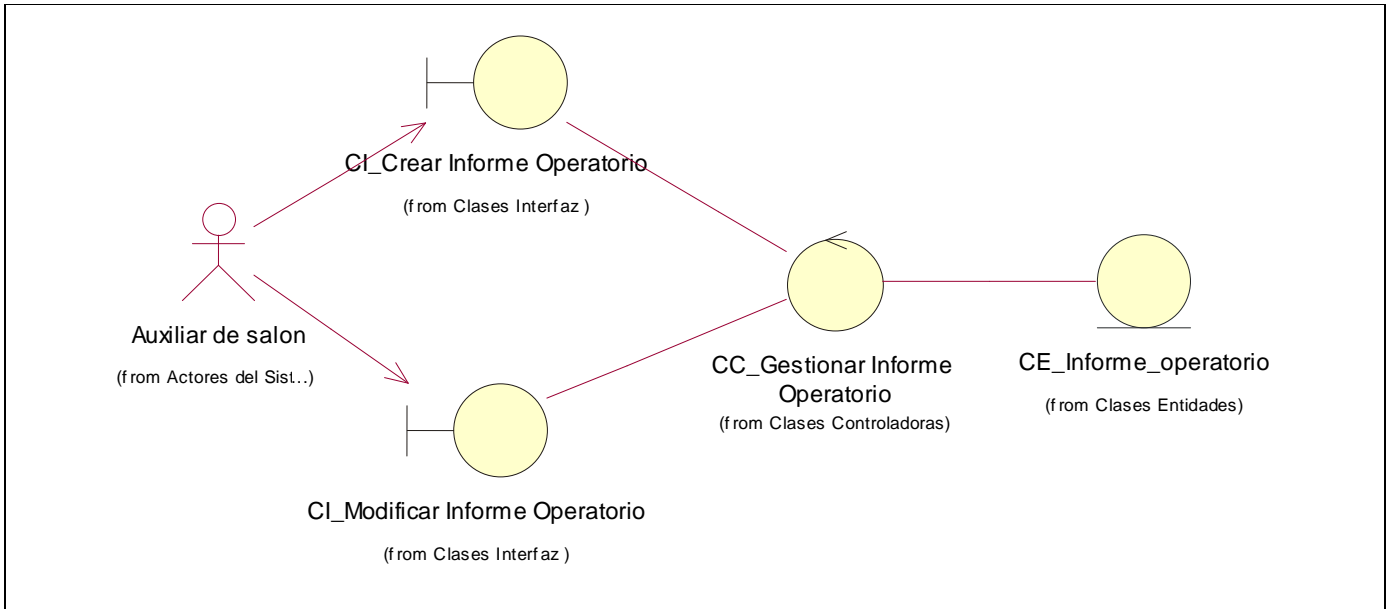 CI_Crear Informe Operatorio
(from Clases Interfaz)
Auxiliar de salon
(from Actores del Sist...)
CC_Gestionar Informe
Operatorio
(from Clases Controladoras)
CE_Informe_operatorio
(from Clases Entidades)
CI_Modificar Informe Operatorio
(from Clases Interfaz)